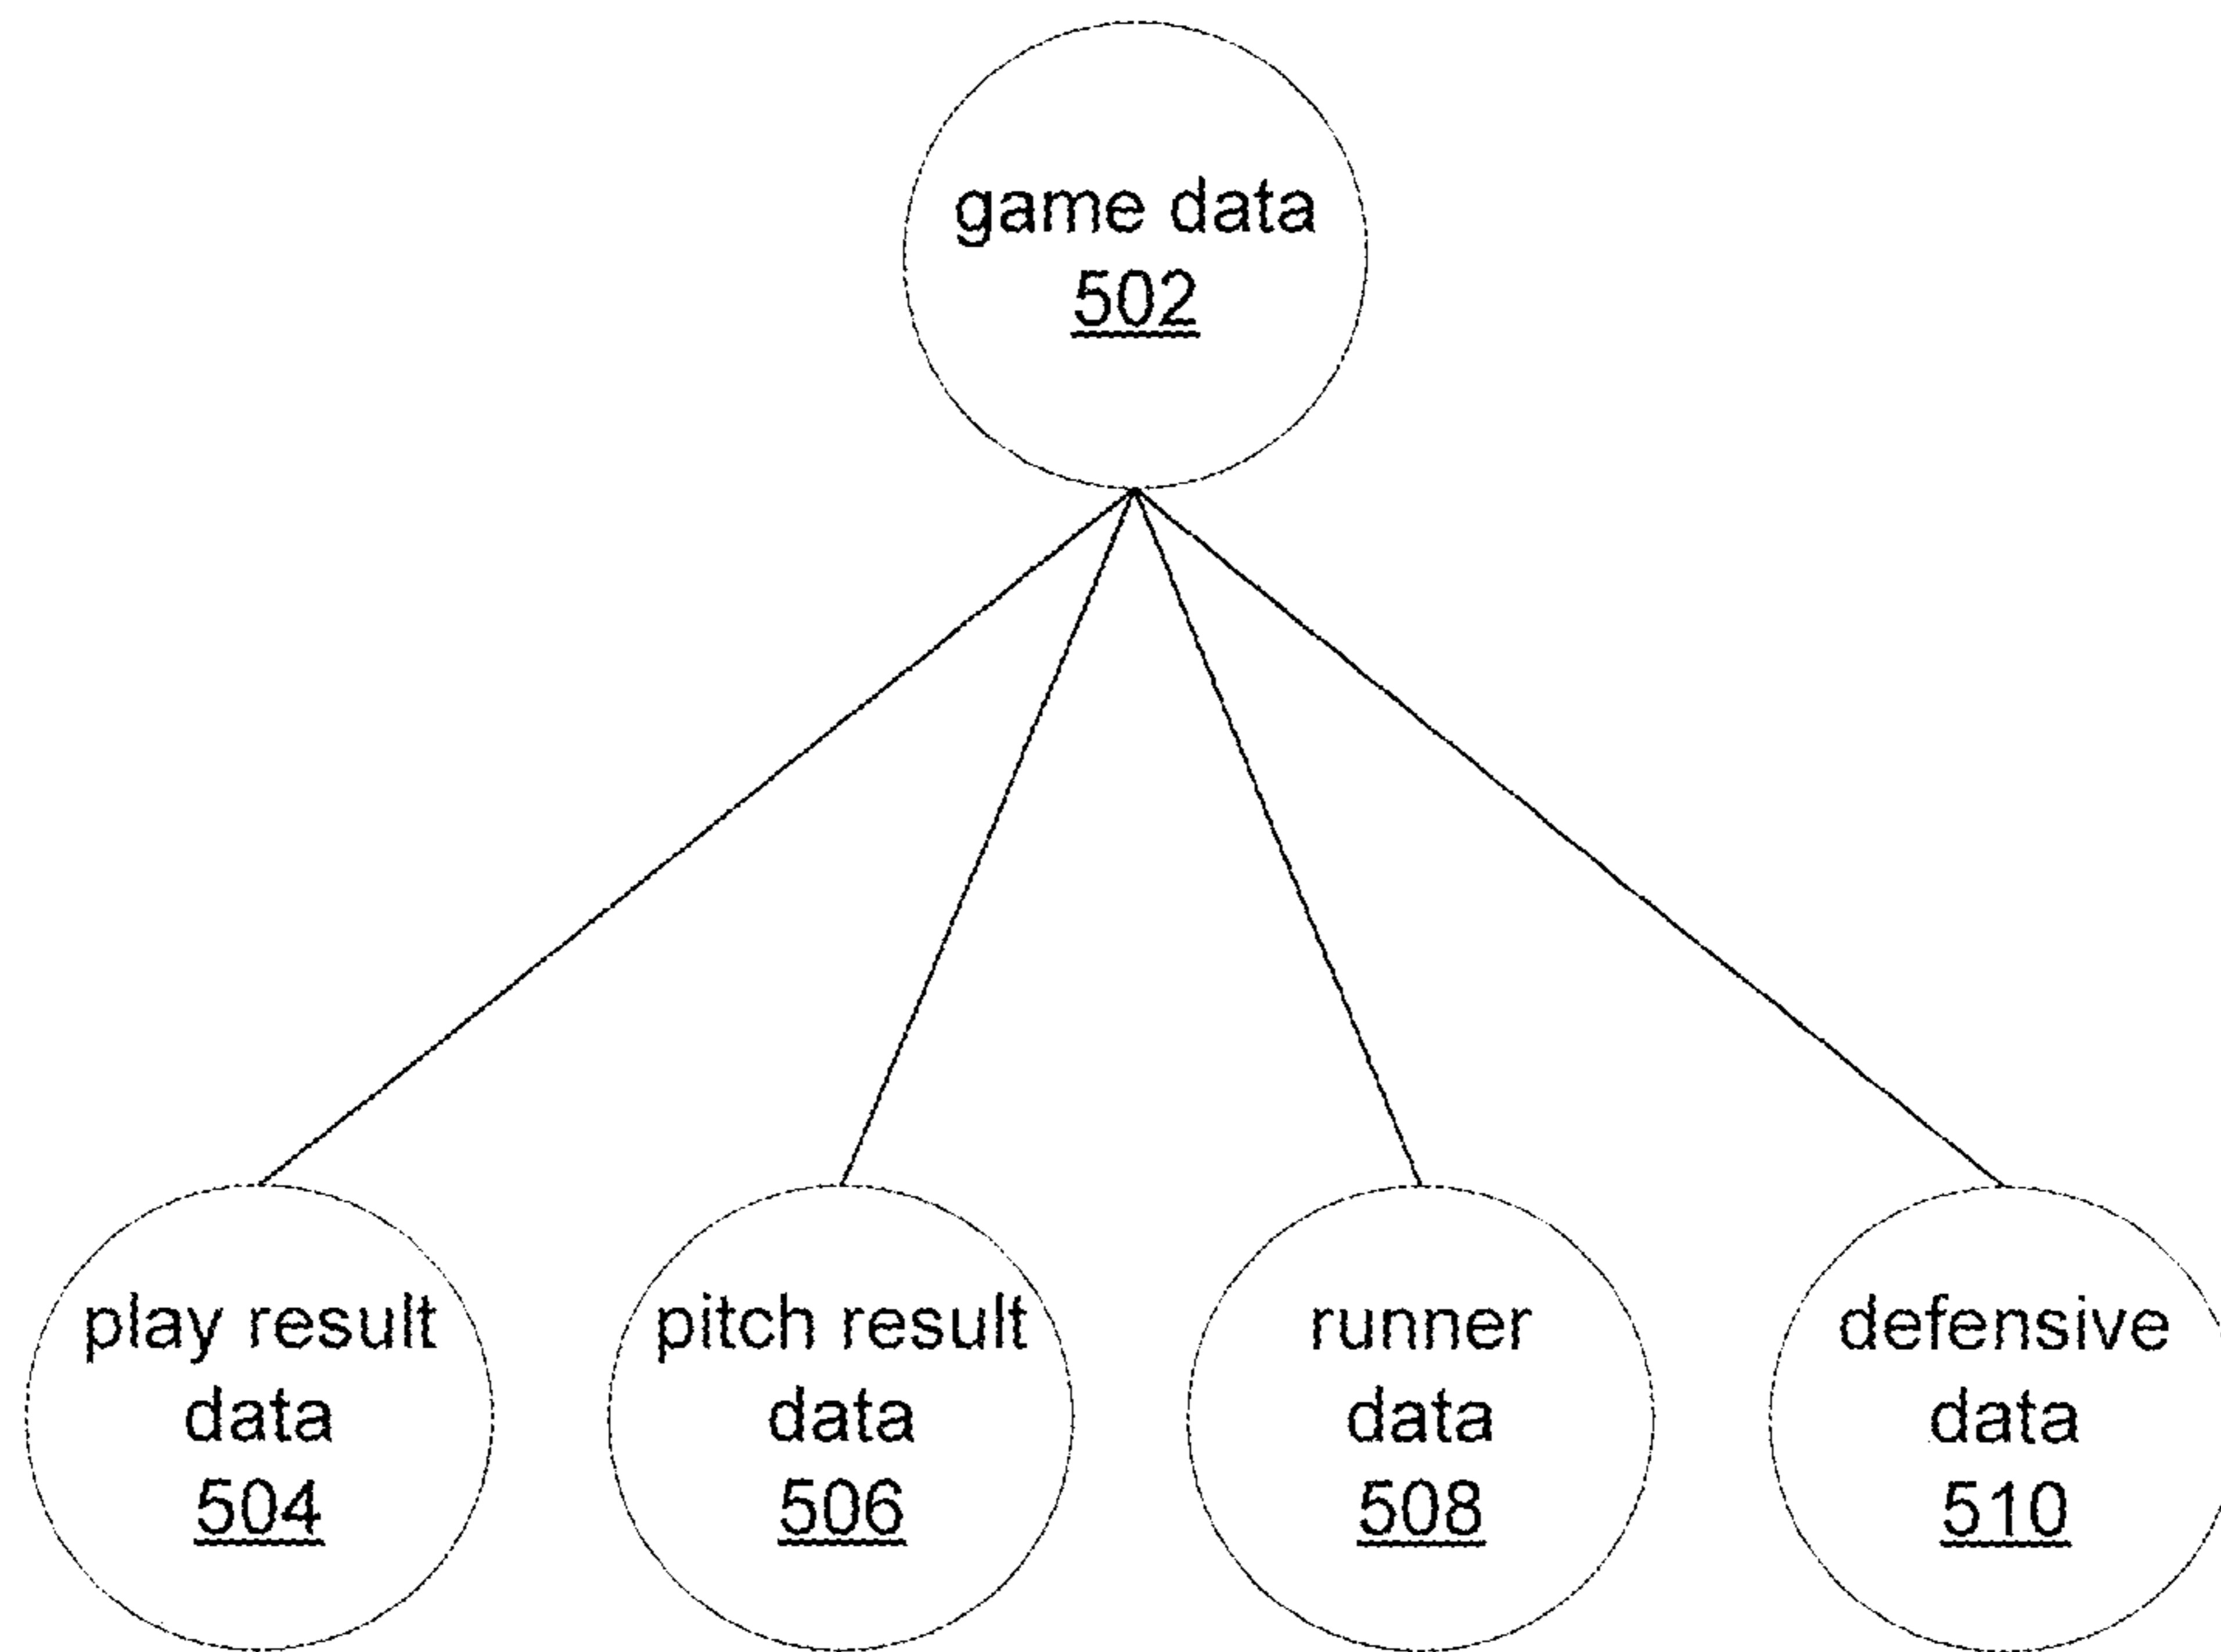 game data
502
play result
data
504
pitch result
data
506
runner
data
508
defensive
data
510